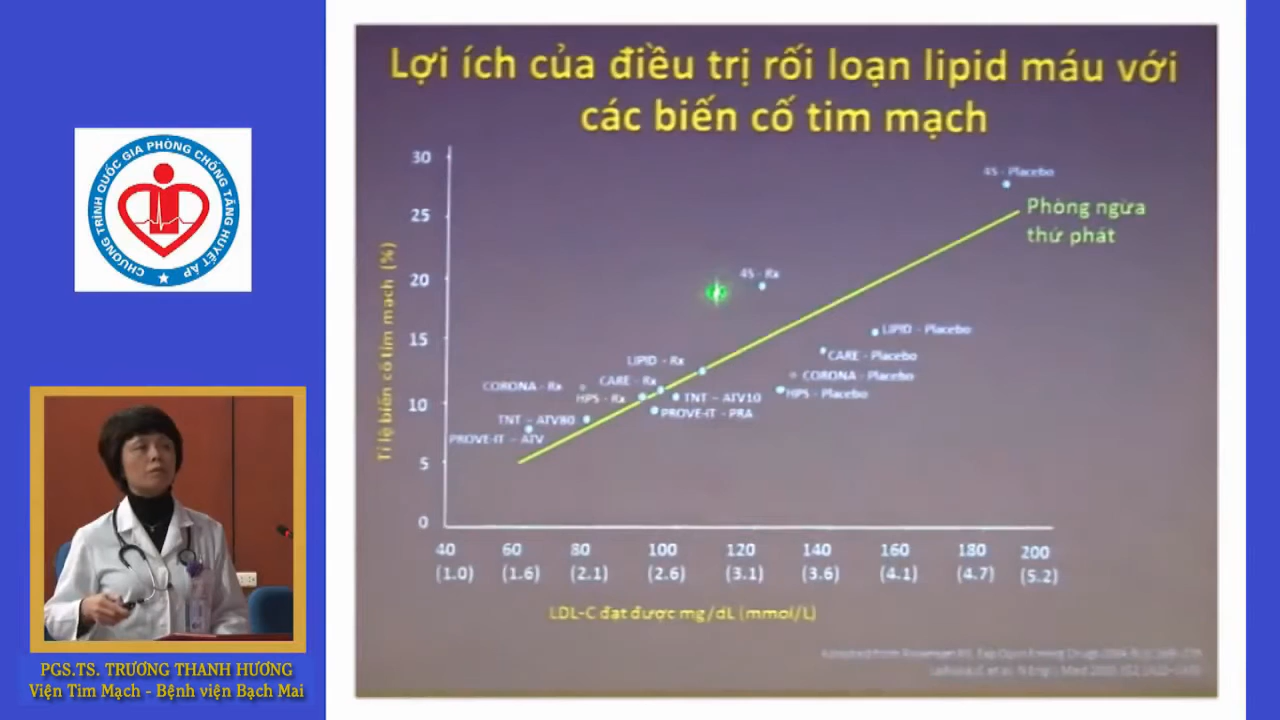 CHƯƠNG TRÌNH QUỐC GIA PHÒNG CHỐNG TĂNG HUYẾT ÁP
PGS.TS. TRƯƠNG THANH HƯƠNG
Viện Tim Mạch - Bệnh viện Bạch Mai
Lợi ích của điều trị rối loạn lipid máu với
các biến cố tim mạch
Tỉ lệ biến cố tim mạch (%)
30
25
20
15
10
5
0
4S - Placebo
Phòng ngừa
thứ phát
4S - Rx
LIPID - Placebo
LIPID - Rx
CARE - Placebo
CORONA - Rx
CARE - Rx
CORONA - Placebo
HPS - Rx
TNT – ATV10
HPS - Placebo
TNT – ATV80
PROVE-IT - PRA
PROVE-IT – ATV
40 60 80 100 120 140 160 180 200
(1.0) (1.6) (2.1) (2.6) (3.1) (3.6) (4.1) (4.7) (5.2)
LDL-C đạt được mg/dL (mmol/L)